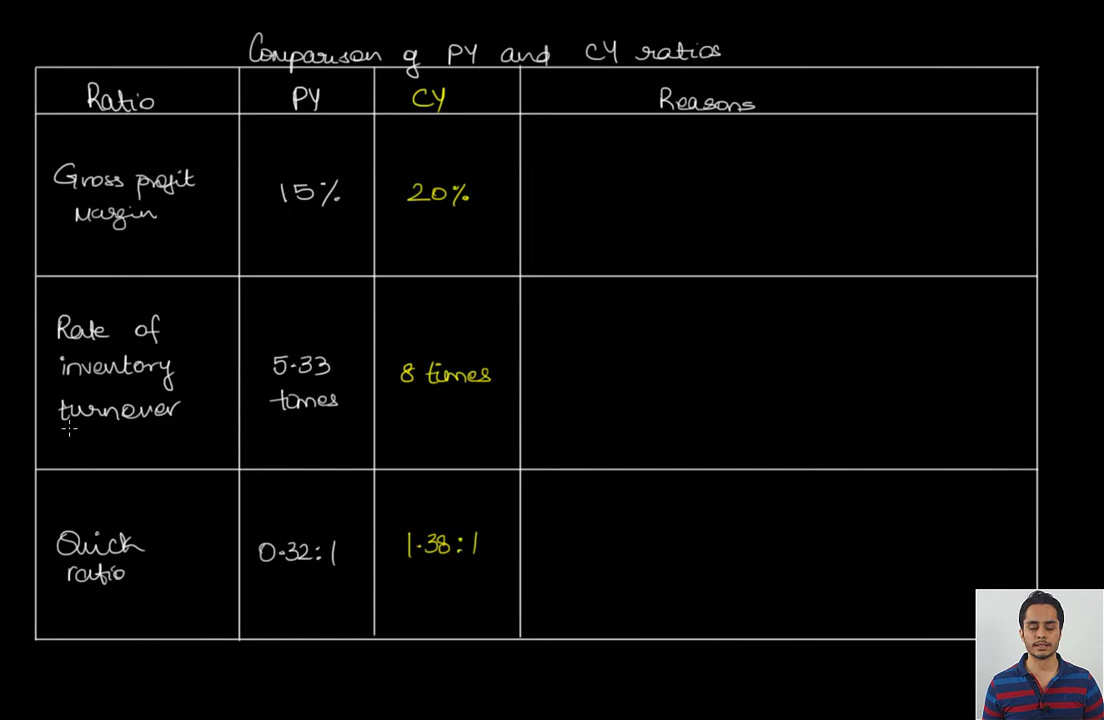 Comparison of PY and CY ratios
Ratio PY CY Reasons
Gross profit
Margin
15% 20%
Rate of
inventory
turnover
5.33
times
8 times
Quick
ratio
0.32:1 1.38:1